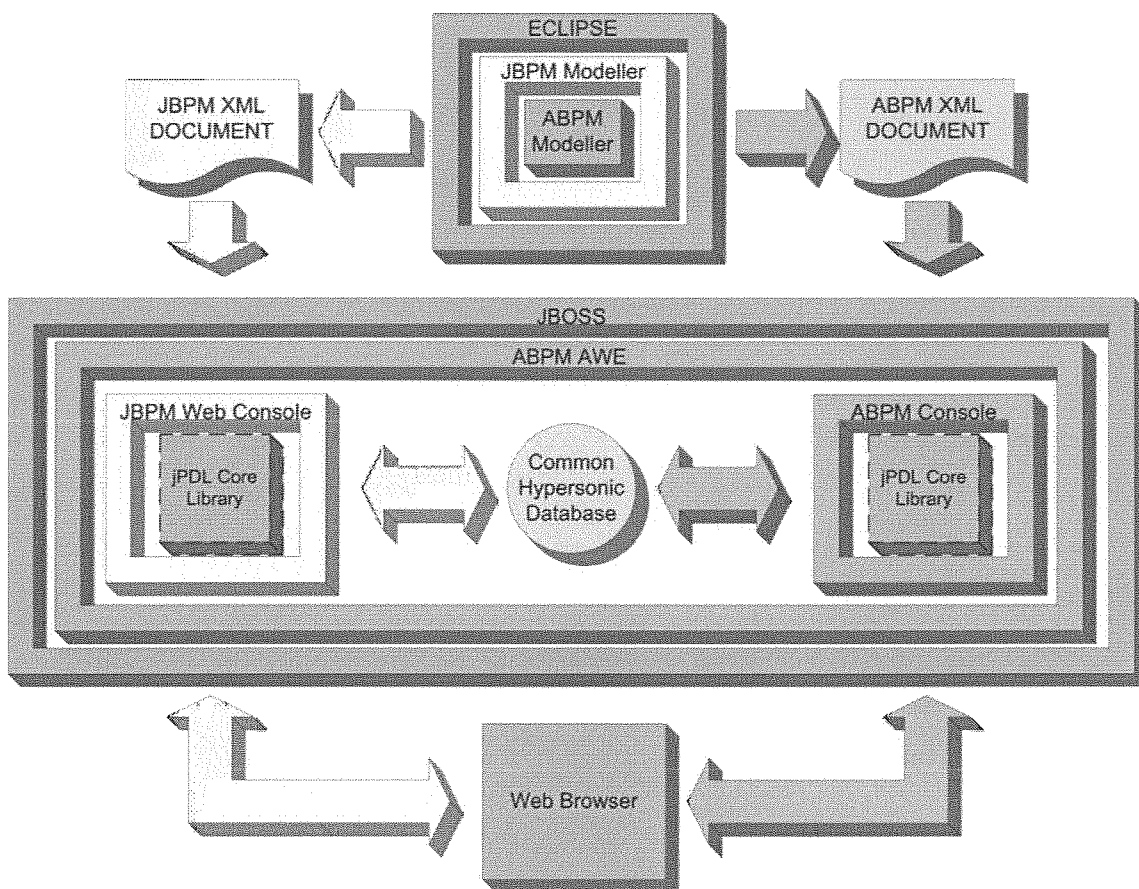 ECLIPSE
JBPM Modeller
ABPM
Modeller
JBPM XML
DOCUMENT
ABPM XML
DOCUMENT
JBOSS
ABPM AWE
JBPM Web Console
jPDL Core
Library
Common
Hypersonic
Database
ABPM Console
jPDL Core
Library
Web Browser